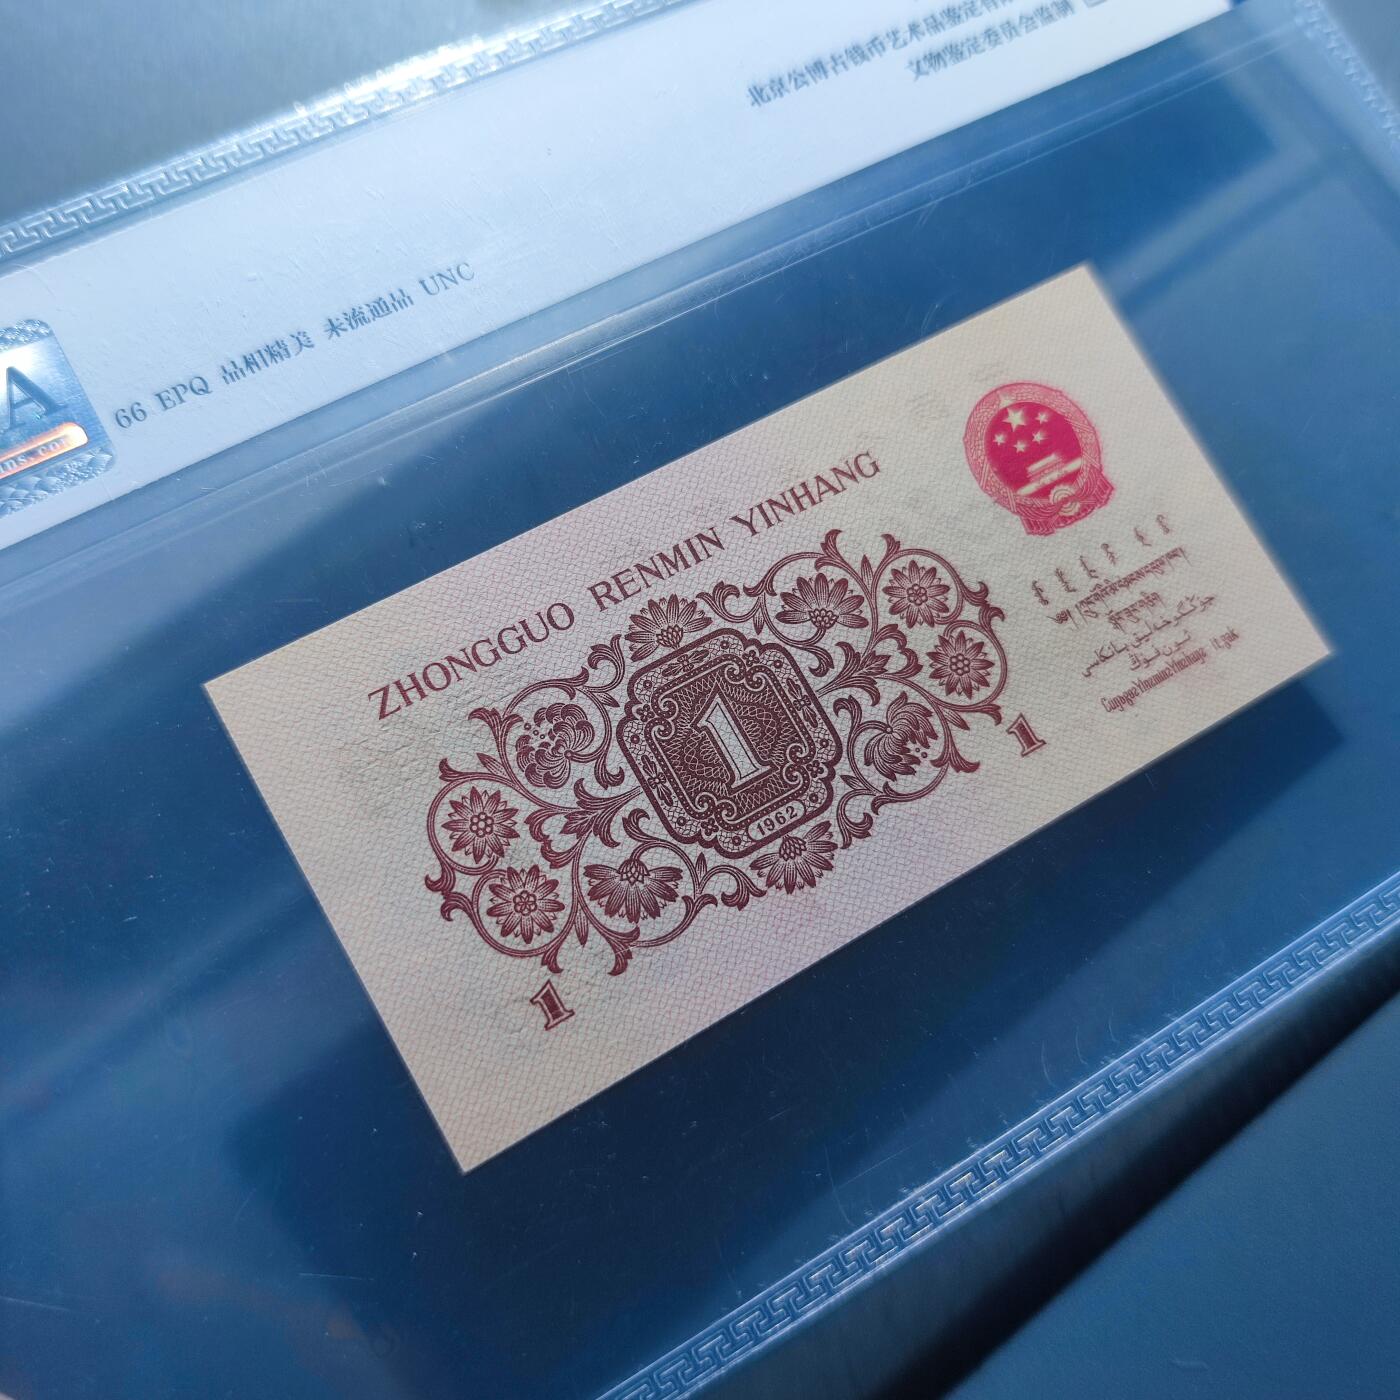 北京公博古钱币艺术品鉴定有限
文物鉴定委员会监制
A
66 EPQ 品相精美 未流通品 UNC
ZHONGGUO RENMIN YINHANG
1
1962
1
1